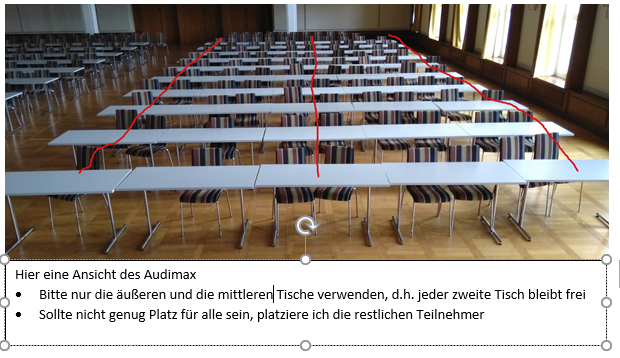 Hier eine Ansicht des Audimax
• Bitte nur die äußeren und die mittleren Tische verwenden, d.h. jeder zweite Tisch bleibt frei
• Sollte nicht genug Platz für alle sein, platziere ich die restlichen Teilnehmer